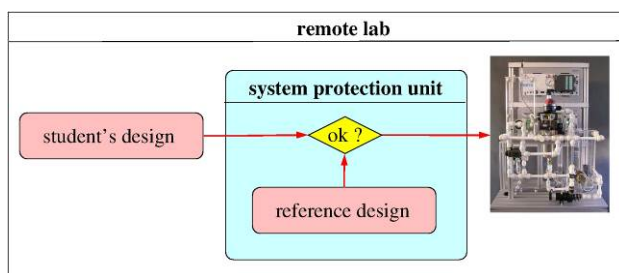 remote lab
system protection unit
student's design
ok ?
reference design